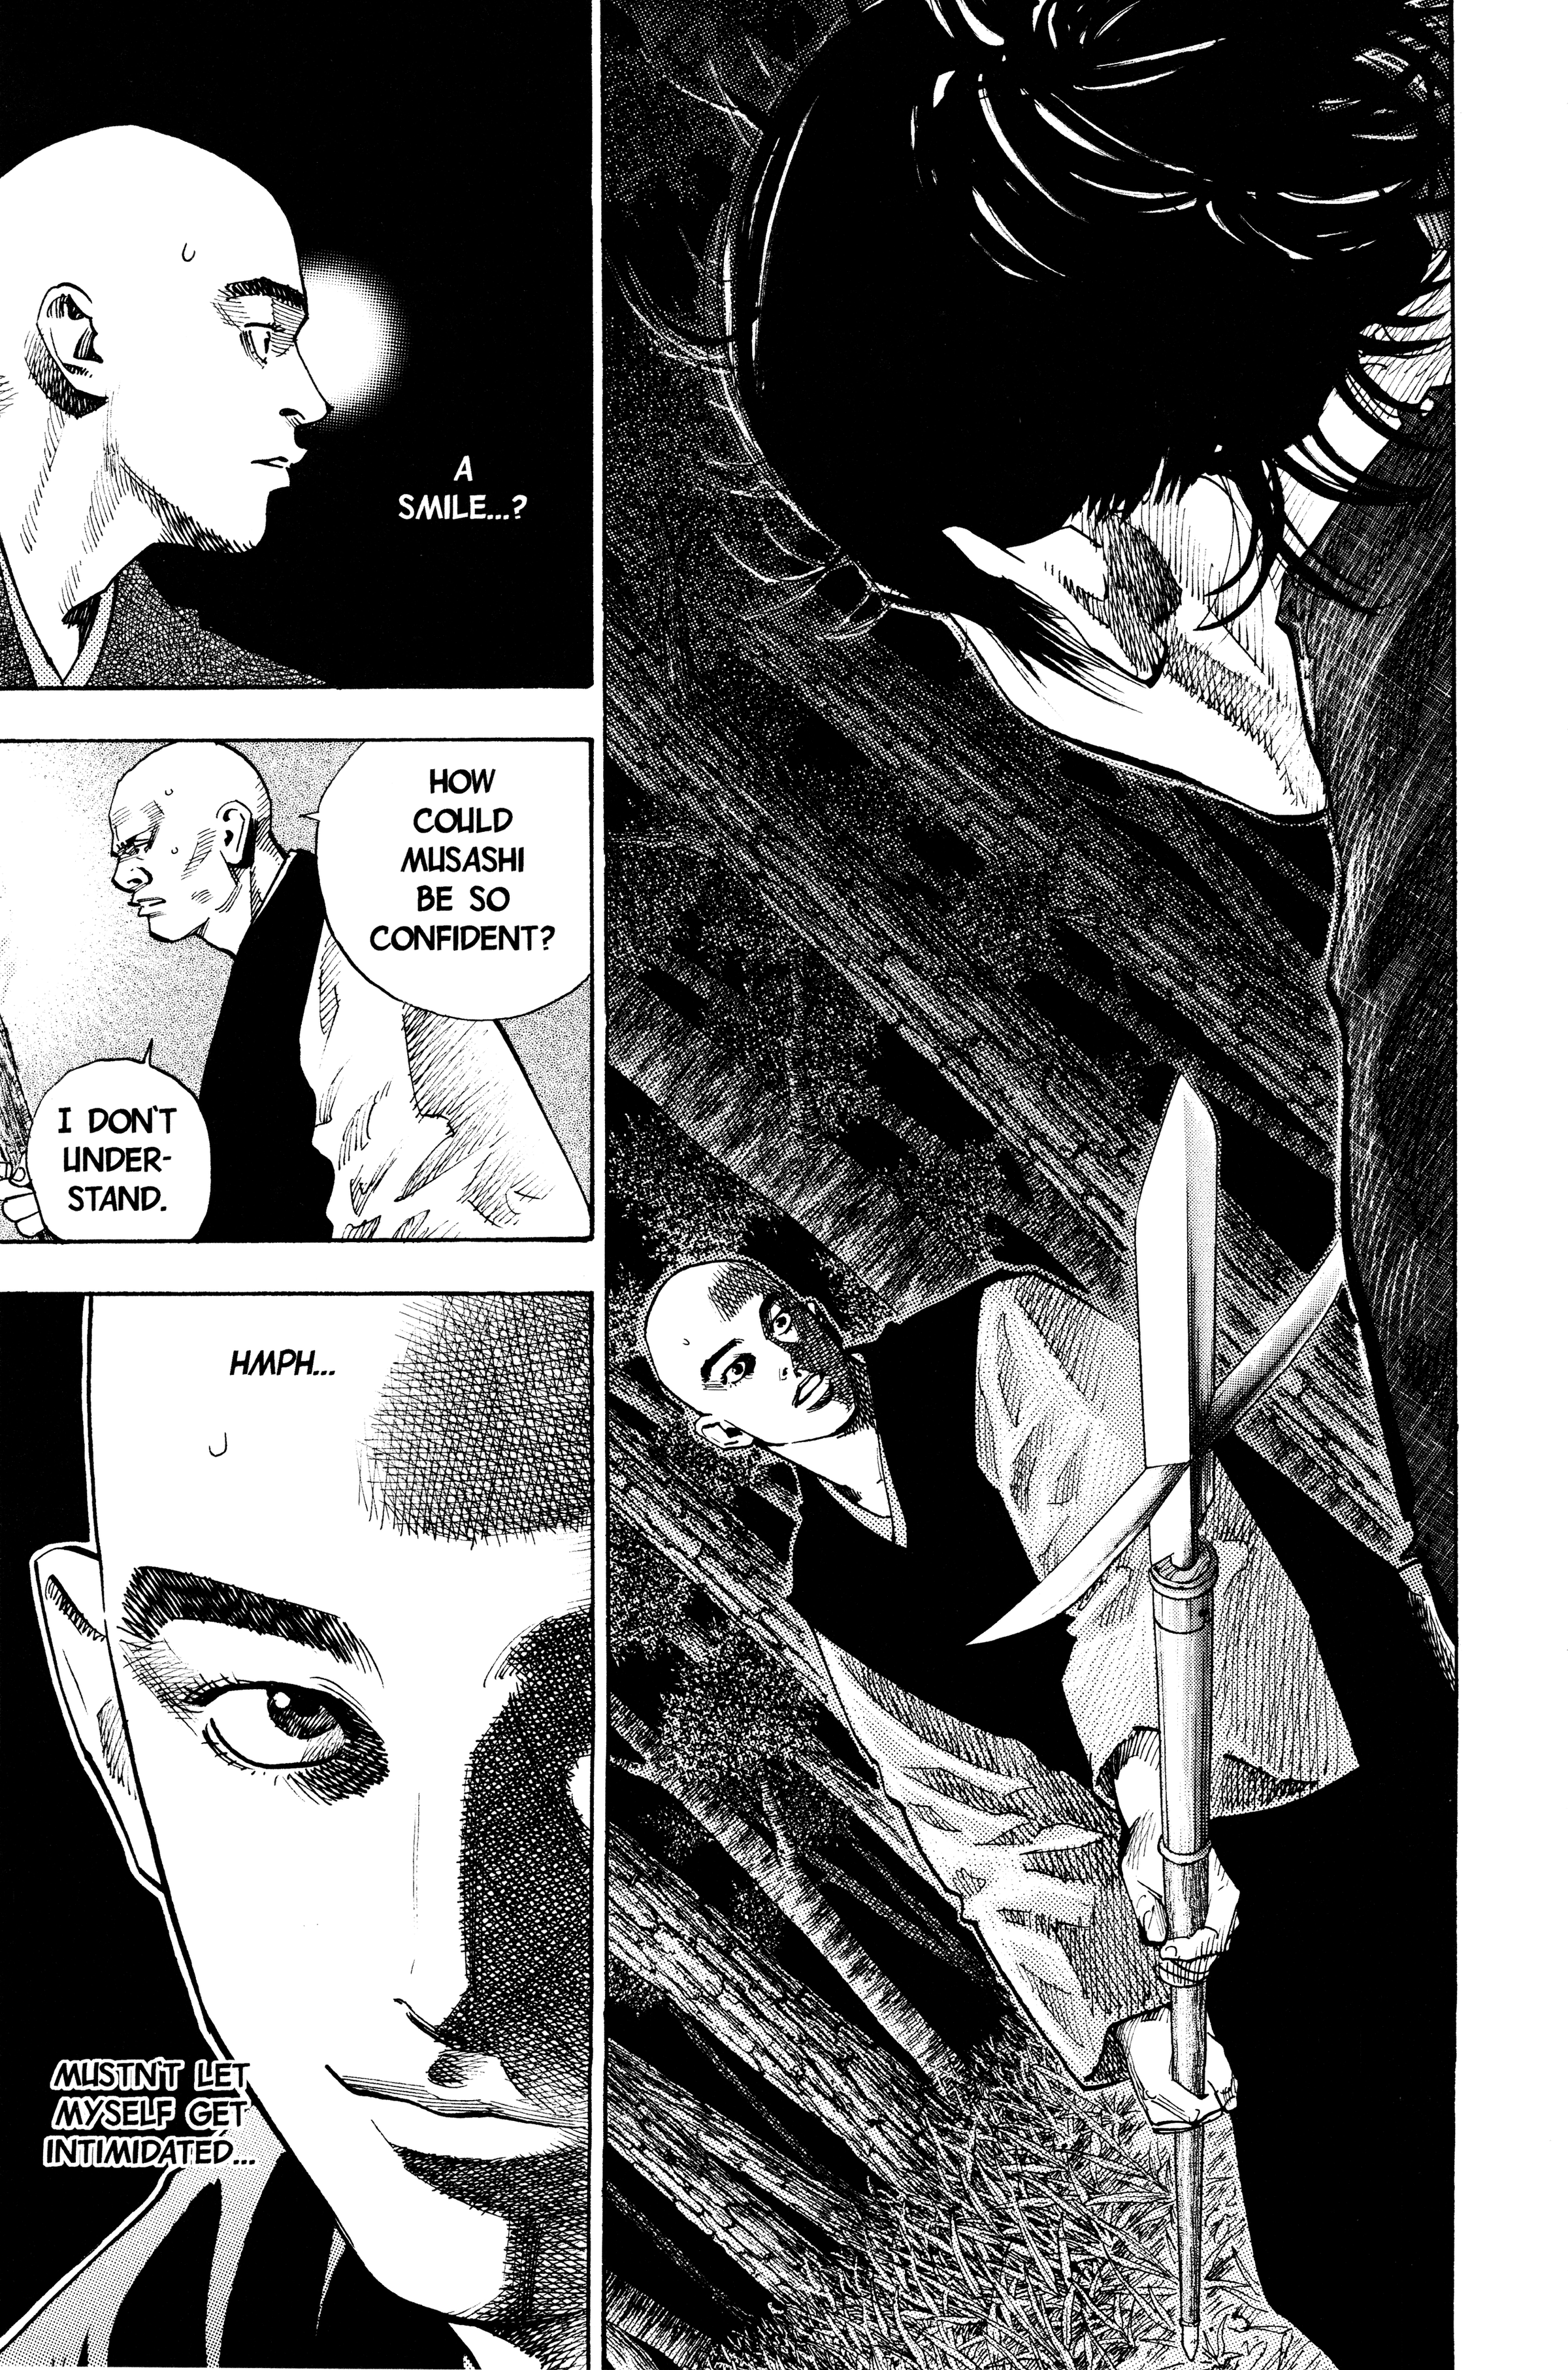 A
SMILE...?
HOW
COULD
MUSASHI
BE SO
CONFIDENT?
I DON'T
UNDER-
STAND.
HMPH...
MUSTN'T LET
MYSELF GET
INTIMIDATED...